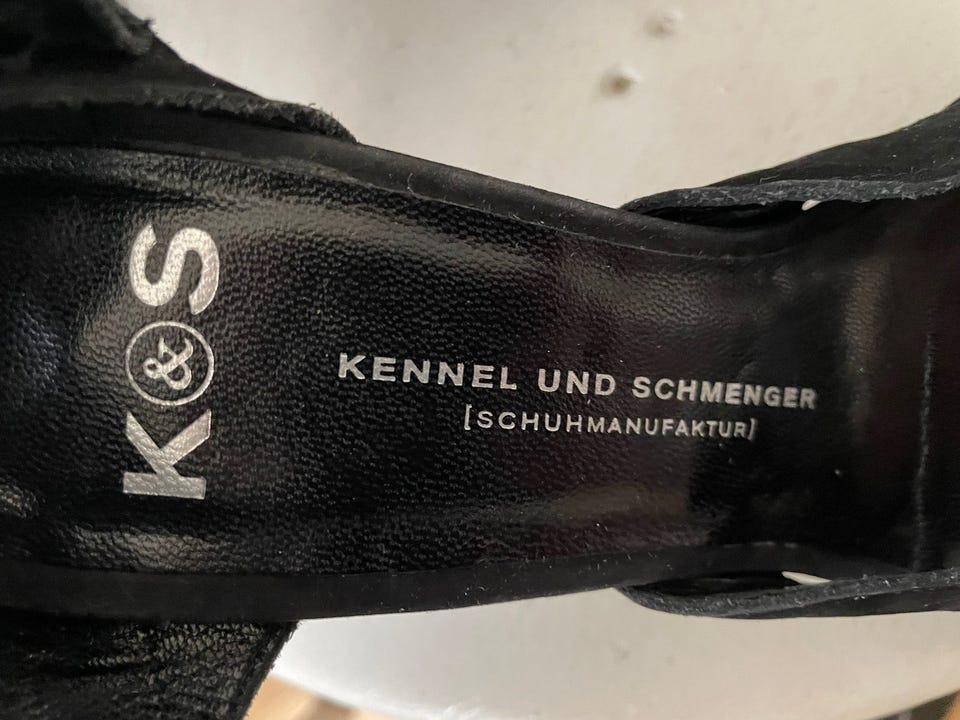 K&S
KENNEL UND SCHMENGER
[SCHUHMANUFAKTUR]